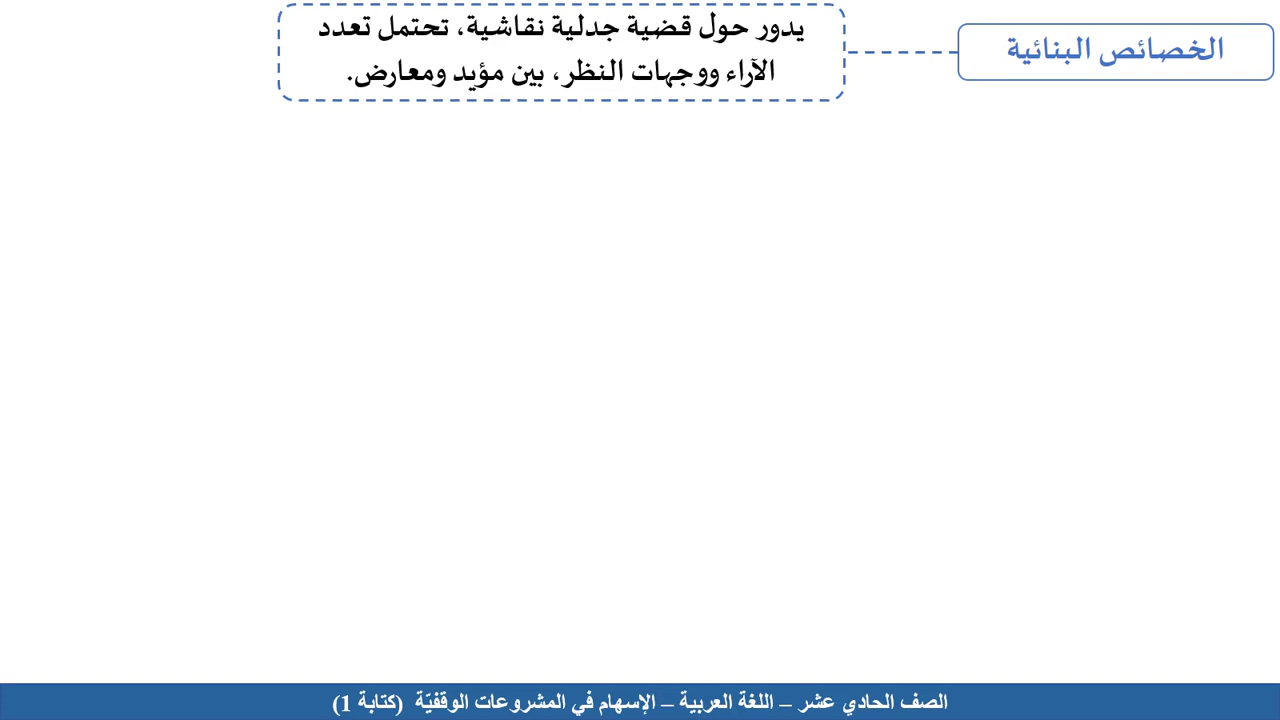 الخصائص البنائية
يدور حول قضية جدلية نقاشية، تحتمل تعدد
الآراء ووجهات النظر، بين مؤيد ومعارض.
الصف الحادي عشر – اللغة العربية – الإسهام في المشروعات الوقفيّة (كتابة 1)